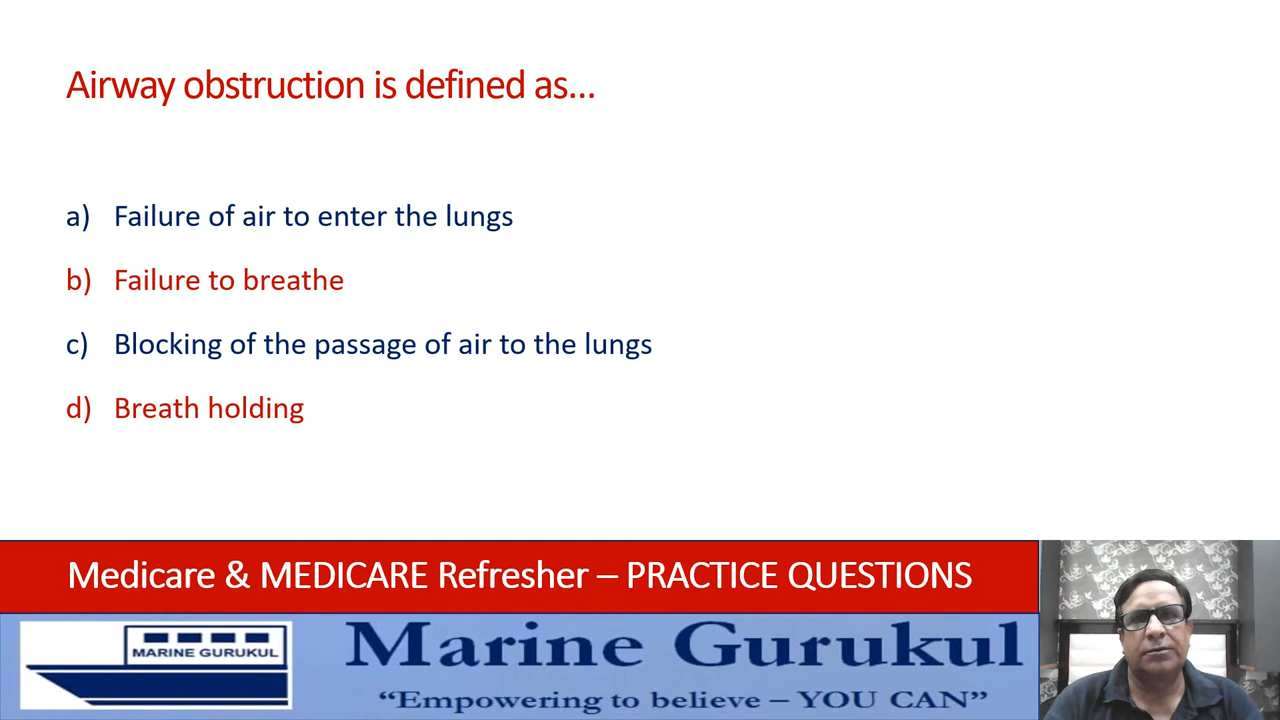 Airway obstruction is defined as...
a) Failure of air to enter the lungs
b) Failure to breathe
c) Blocking of the passage of air to the lungs
d) Breath holding
Medicare & MEDICARE Refresher – PRACTICE QUESTIONS
MARINE GURUKUL
Marine Gurukul
“Empowering to believe – YOU CAN”